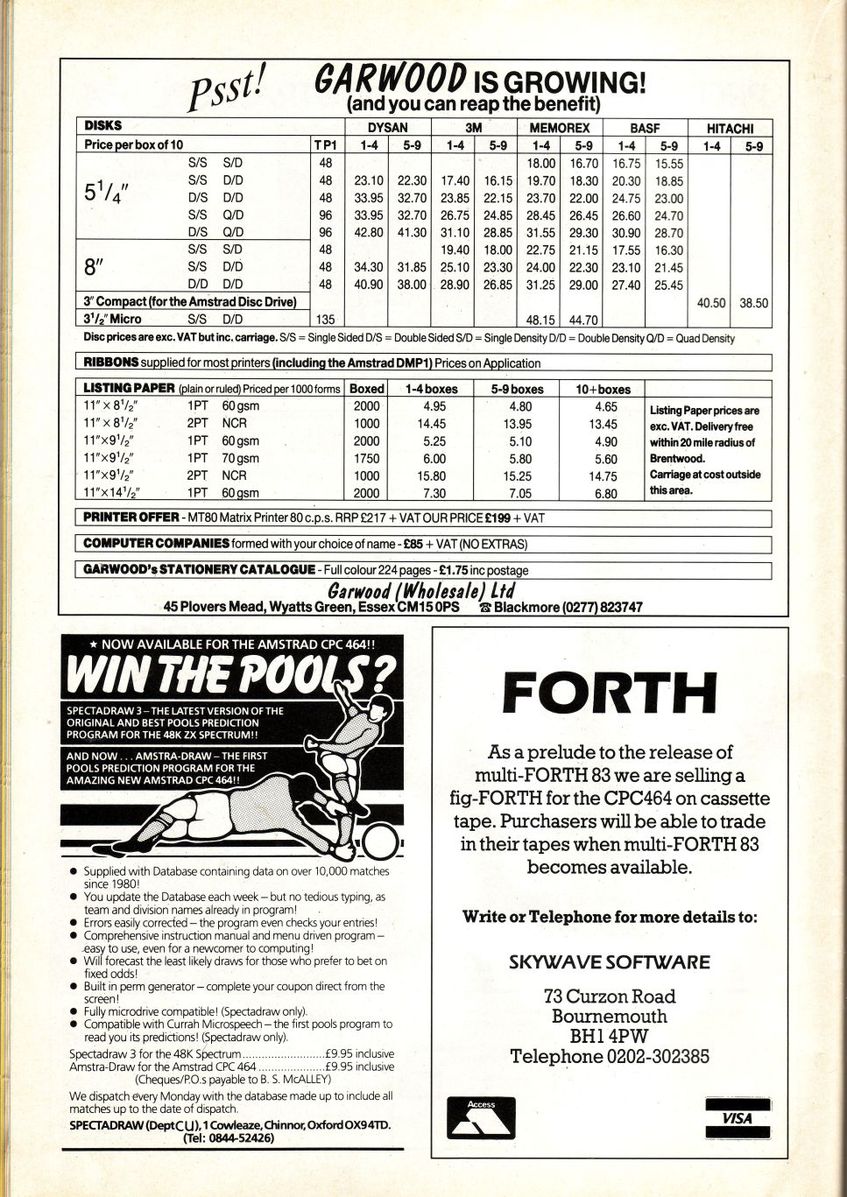 Psst! GARWOOD IS GROWING!
(and you can reap the benefit)
DISKS DYSAN 3M MEMOREX BASF HITACHI
Price per box of 10 TP1 1-4 5-9 1-4 5-9 1-4 5-9 1-4 5-9 1-4 5-9
S/S S/D 48 18.00 16.70 16.75 15.55
5 1/4" S/S D/D 48 23.10 22.30 17.40 16.15 19.70 18.30 20.30 18.85
D/S D/D 48 33.95 32.70 23.85 22.15 23.70 22.00 24.75 23.00
S/S Q/D 96 33.95 32.70 26.75 24.85 28.45 26.45 26.60 24.70
D/S Q/D 96 42.80 41.30 31.10 28.85 31.55 29.30 30.90 28.70
S/S S/D 48 19.40 18.00 22.75 21.15 17.55 16.30
8" S/S D/D 48 34.30 31.85 25.10 23.30 24.00 22.30 23.10 21.45
D/D D/D 48 40.90 38.00 28.90 26.85 31.25 29.00 27.40 25.45
3" Compact (for the Amstrad Disc Drive) 40.50 38.50
3 1/2" Micro S/S D/D 135 48.15 44.70
Disc prices are exc. VAT but inc. carriage. S/S = Single Sided D/S = Double Sided S/D = Single Density D/D = Double Density Q/D = Quad Density
RIBBONS supplied for most printers (including the Amstrad DMP1) Prices on Application
LISTING PAPER (plain or ruled) Priced per 1000 forms Boxed 1-4 boxes 5-9 boxes 10+boxes
11" × 8 1/2" 1PT 60gsm 2000 4.95 4.80 4.65
11" × 8 1/2" 2PT NCR 1000 14.45 13.95 13.45
11"×9 1/2" 1PT 60gsm 2000 5.25 5.10 4.90
11"×9 1/2" 1PT 70gsm 1750 6.00 5.80 5.60
11"×9 1/2" 2PT NCR 1000 15.80 15.25 14.75
11"×14 1/2" 1PT 60gsm 2000 7.30 7.05 6.80
Listing Paper prices are
exc. VAT. Delivery free
within 20 mile radius of
Brentwood.
Carriage at cost outside
this area.
PRINTER OFFER - MT80 Matrix Printer 80 c.p.s. RRP £217 + VAT OUR PRICE £199 + VAT
COMPUTER COMPANIES formed with your choice of name - £85 + VAT (NO EXTRAS)
GARWOOD's STATIONERY CATALOGUE - Full colour 224 pages - £1.75 inc postage
Garwood (Wholesale) Ltd
45 Plovers Mead, Wyatts Green, Essex CM15 0PS ☎ Blackmore (0277) 823747
★ NOW AVAILABLE FOR THE AMSTRAD CPC 464!!
WIN THE POOLS?
SPECTADRAW 3 – THE LATEST VERSION OF THE
ORIGINAL AND BEST POOLS PREDICTION
PROGRAM FOR THE 48K ZX SPECTRUM!!
AND NOW . . . AMSTRA-DRAW – THE FIRST
POOLS PREDICTION PROGRAM FOR THE
AMAZING NEW AMSTRAD CPC 464!!
● Supplied with Database containing data on over 10,000 matches
since 1980!
● You update the Database each week – but no tedious typing, as
team and division names already in program!
● Errors easily corrected – the program even checks your entries!
● Comprehensive instruction manual and menu driven program –
easy to use, even for a newcomer to computing!
● Will forecast the least likely draws for those who prefer to bet on
fixed odds!
● Built in perm generator – complete your coupon direct from the
screen!
● Fully microdrive compatible! (Spectadraw only).
● Compatible with Currah Microspeech – the first pools program to
read you its predictions! (Spectadraw only).
Spectadraw 3 for the 48K Spectrum.........................£9.95 inclusive
Amstra-Draw for the Amstrad CPC 464 ....................£9.95 inclusive
(Cheques/P.O.s payable to B. S. McALLEY)
We dispatch every Monday with the database made up to include all
matches up to the date of dispatch.
SPECTADRAW (Dept CU), 1 Cowleaze, Chinnor, Oxford OX9 4TD.
(Tel: 0844-52426)
FORTH
As a prelude to the release of
multi-FORTH 83 we are selling a
fig-FORTH for the CPC464 on cassette
tape. Purchasers will be able to trade
in their tapes when multi-FORTH 83
becomes available.
Write or Telephone for more details to:
SKYWAVE SOFTWARE
73 Curzon Road
Bournemouth
BH1 4PW
Telephone 0202-302385
Access
VISA